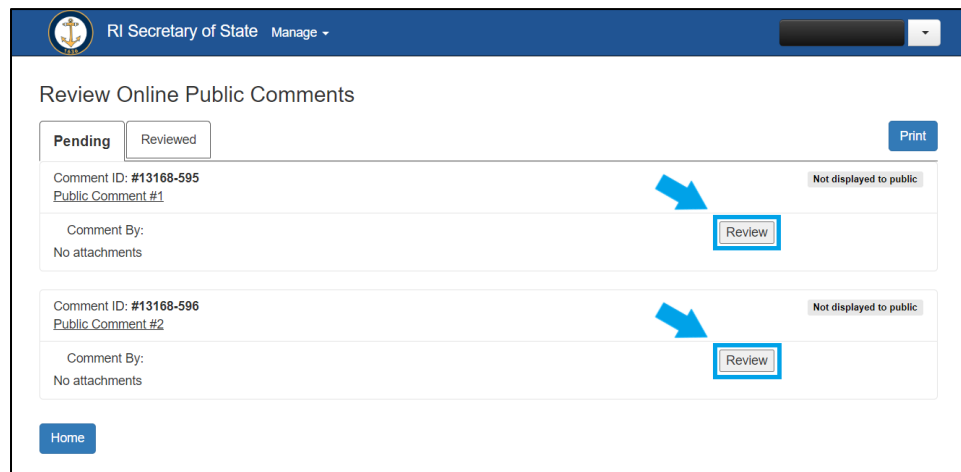 RI Secretary of State Manage
Review Online Public Comments
Pending Reviewed Print
Comment ID: #13168-595 Not displayed to public
Public Comment #1
Comment By: Review
No attachments
Comment ID: #13168-596 Not displayed to public
Public Comment #2
Comment By: Review
No attachments
Home